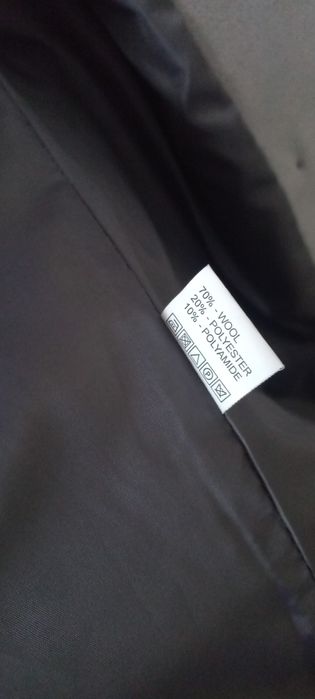 70% - WOOL
20% - POLYESTER
10% - POLYAMIDE
P